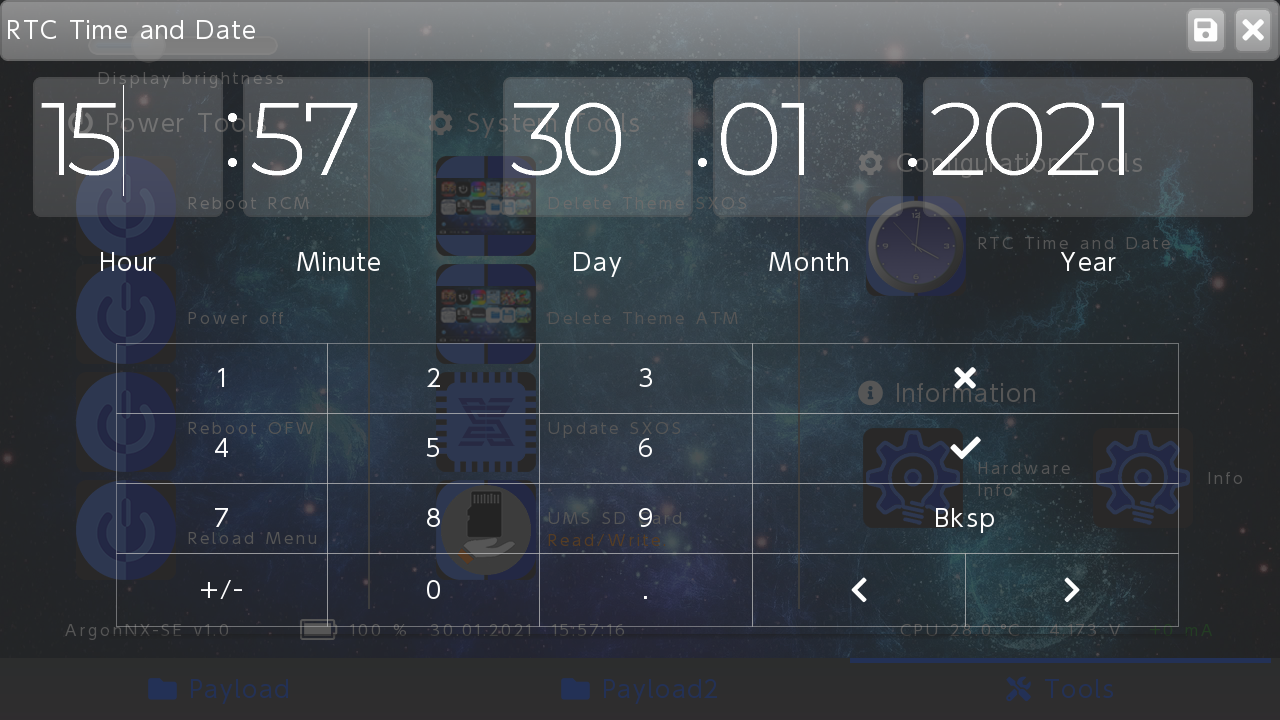 RTC Time and Date
Display brightness
15 : 57 30 . 01 . 2021
Power Tools
System Tools
Configuration Tools
Reboot RCM
Delete Theme SXOS
RTC Time and Date
Hour Minute Day Month Year
Power off
Delete Theme ATM
1 2 3
Information
Reboot OFW
Update SXOS
4 5 6
Hardware
Info
Info
7 8 9 Bksp
UMS SD Card
Read/Write
Reload Menu
+/- 0 .
ArgonNX-SE v1.0 100 % 30.01.2021 15:57:16 CPU 28.0 °C 4.173 V +0 mA
Payload Payload2 Tools